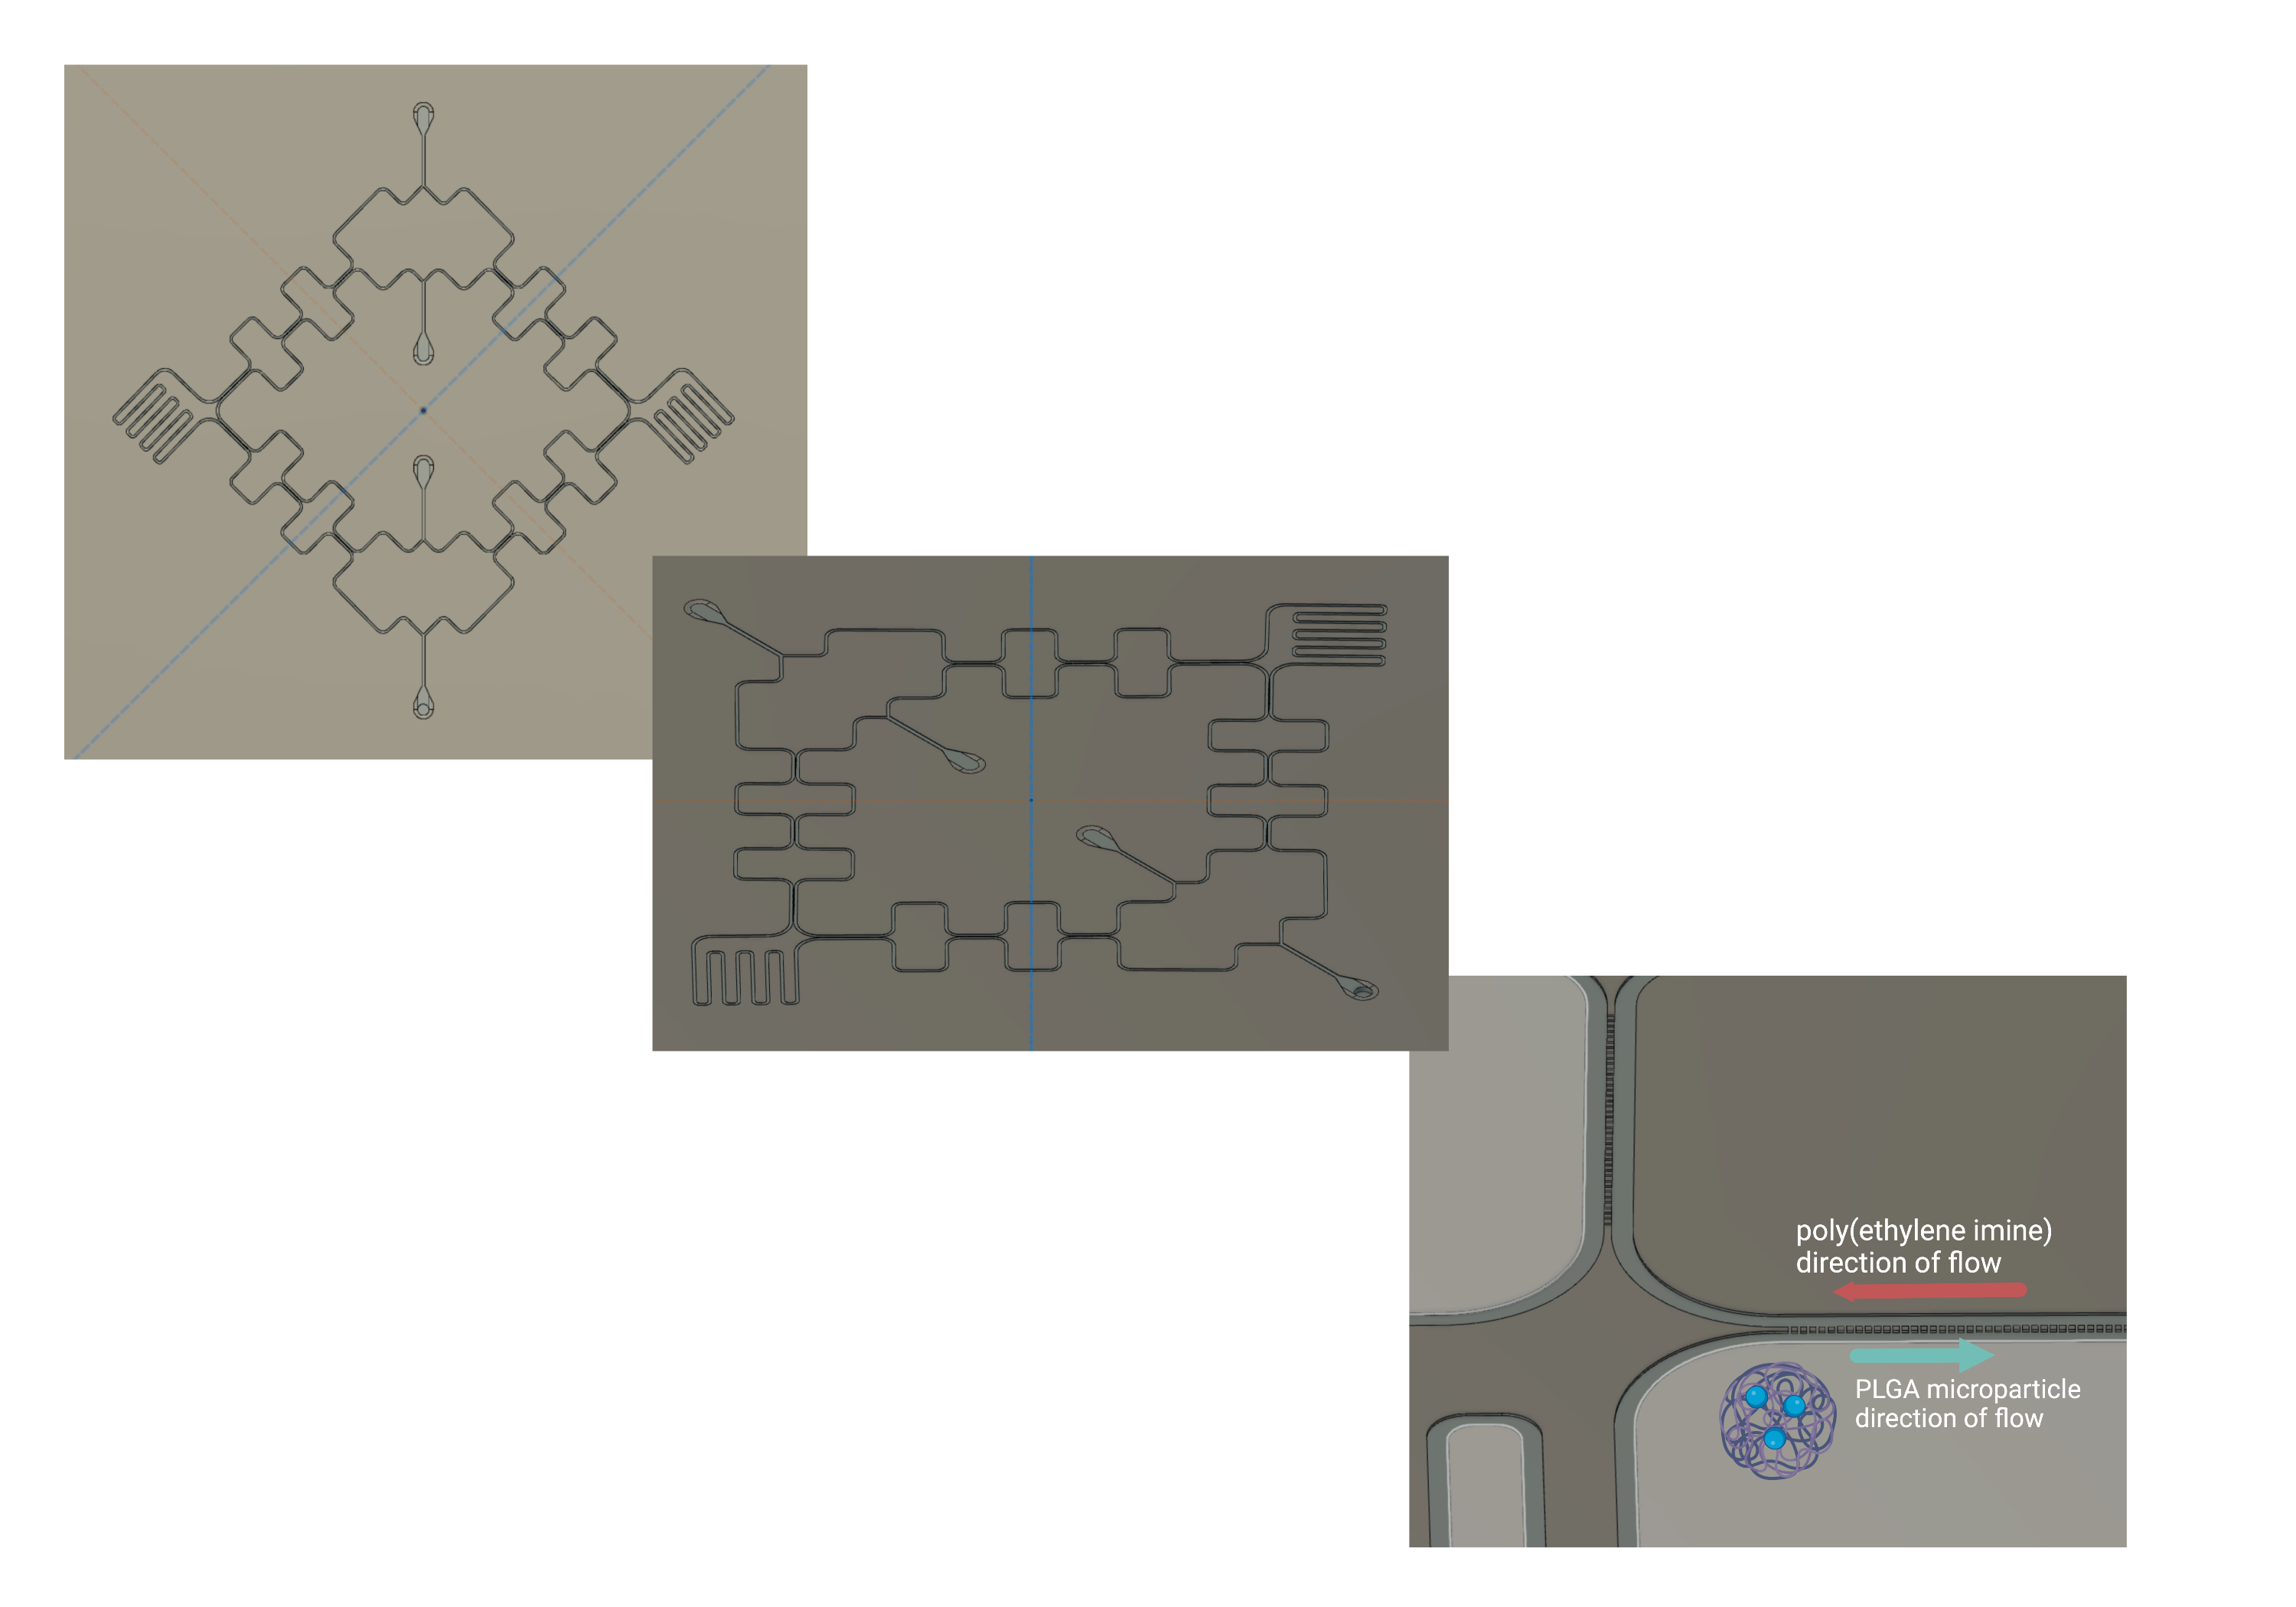 poly(ethylene imine)
direction of flow
PLGA microparticle
direction of flow